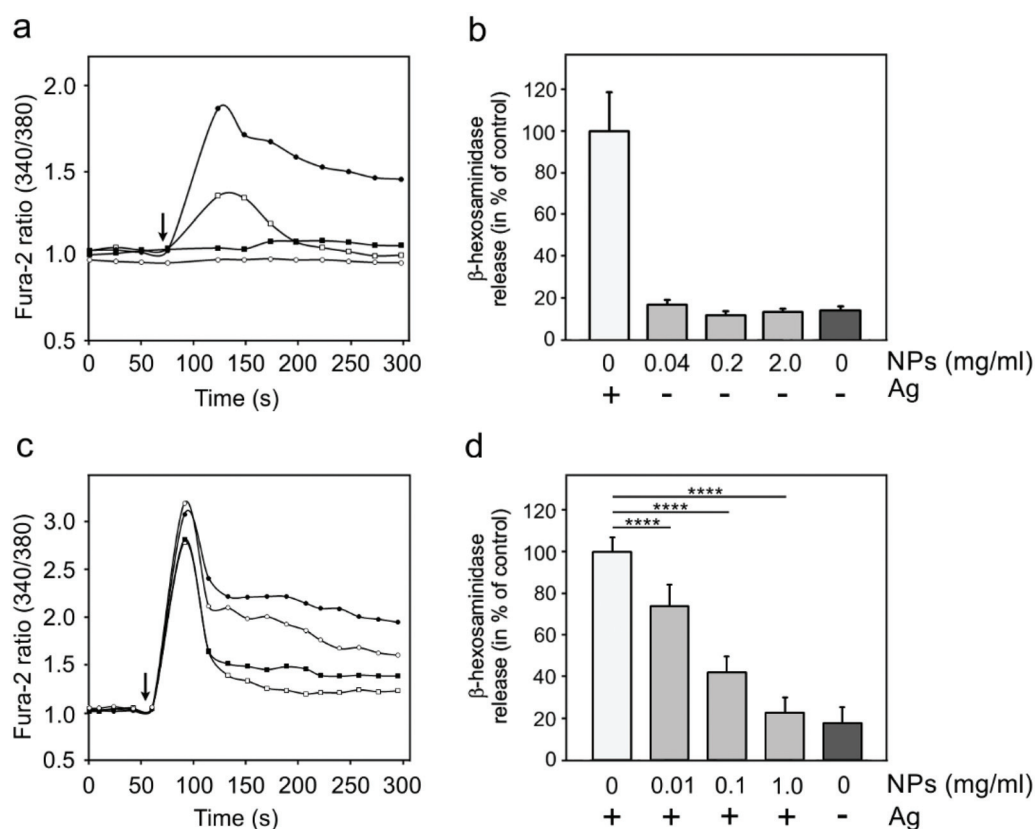 a
Fura-2 ratio (340/380)
2.0
1.5
1.0
0.5
0 50 100 150 200 250 300
Time (s)
b
β-hexosaminidase
release (in % of control)
120
100
80
60
40
20
0
0 0.04 0.2 2.0 0 NPs (mg/ml)
+ - - - - Ag
c
Fura-2 ratio (340/380)
3.0
2.5
2.0
1.5
1.0
0.5
0 50 100 150 200 250 300
Time (s)
d
β-hexosaminidase
release (in % of control)
120
100
80
60
40
20
0
****
****
****
0 0.01 0.1 1.0 0 NPs (mg/ml)
+ + + + - Ag